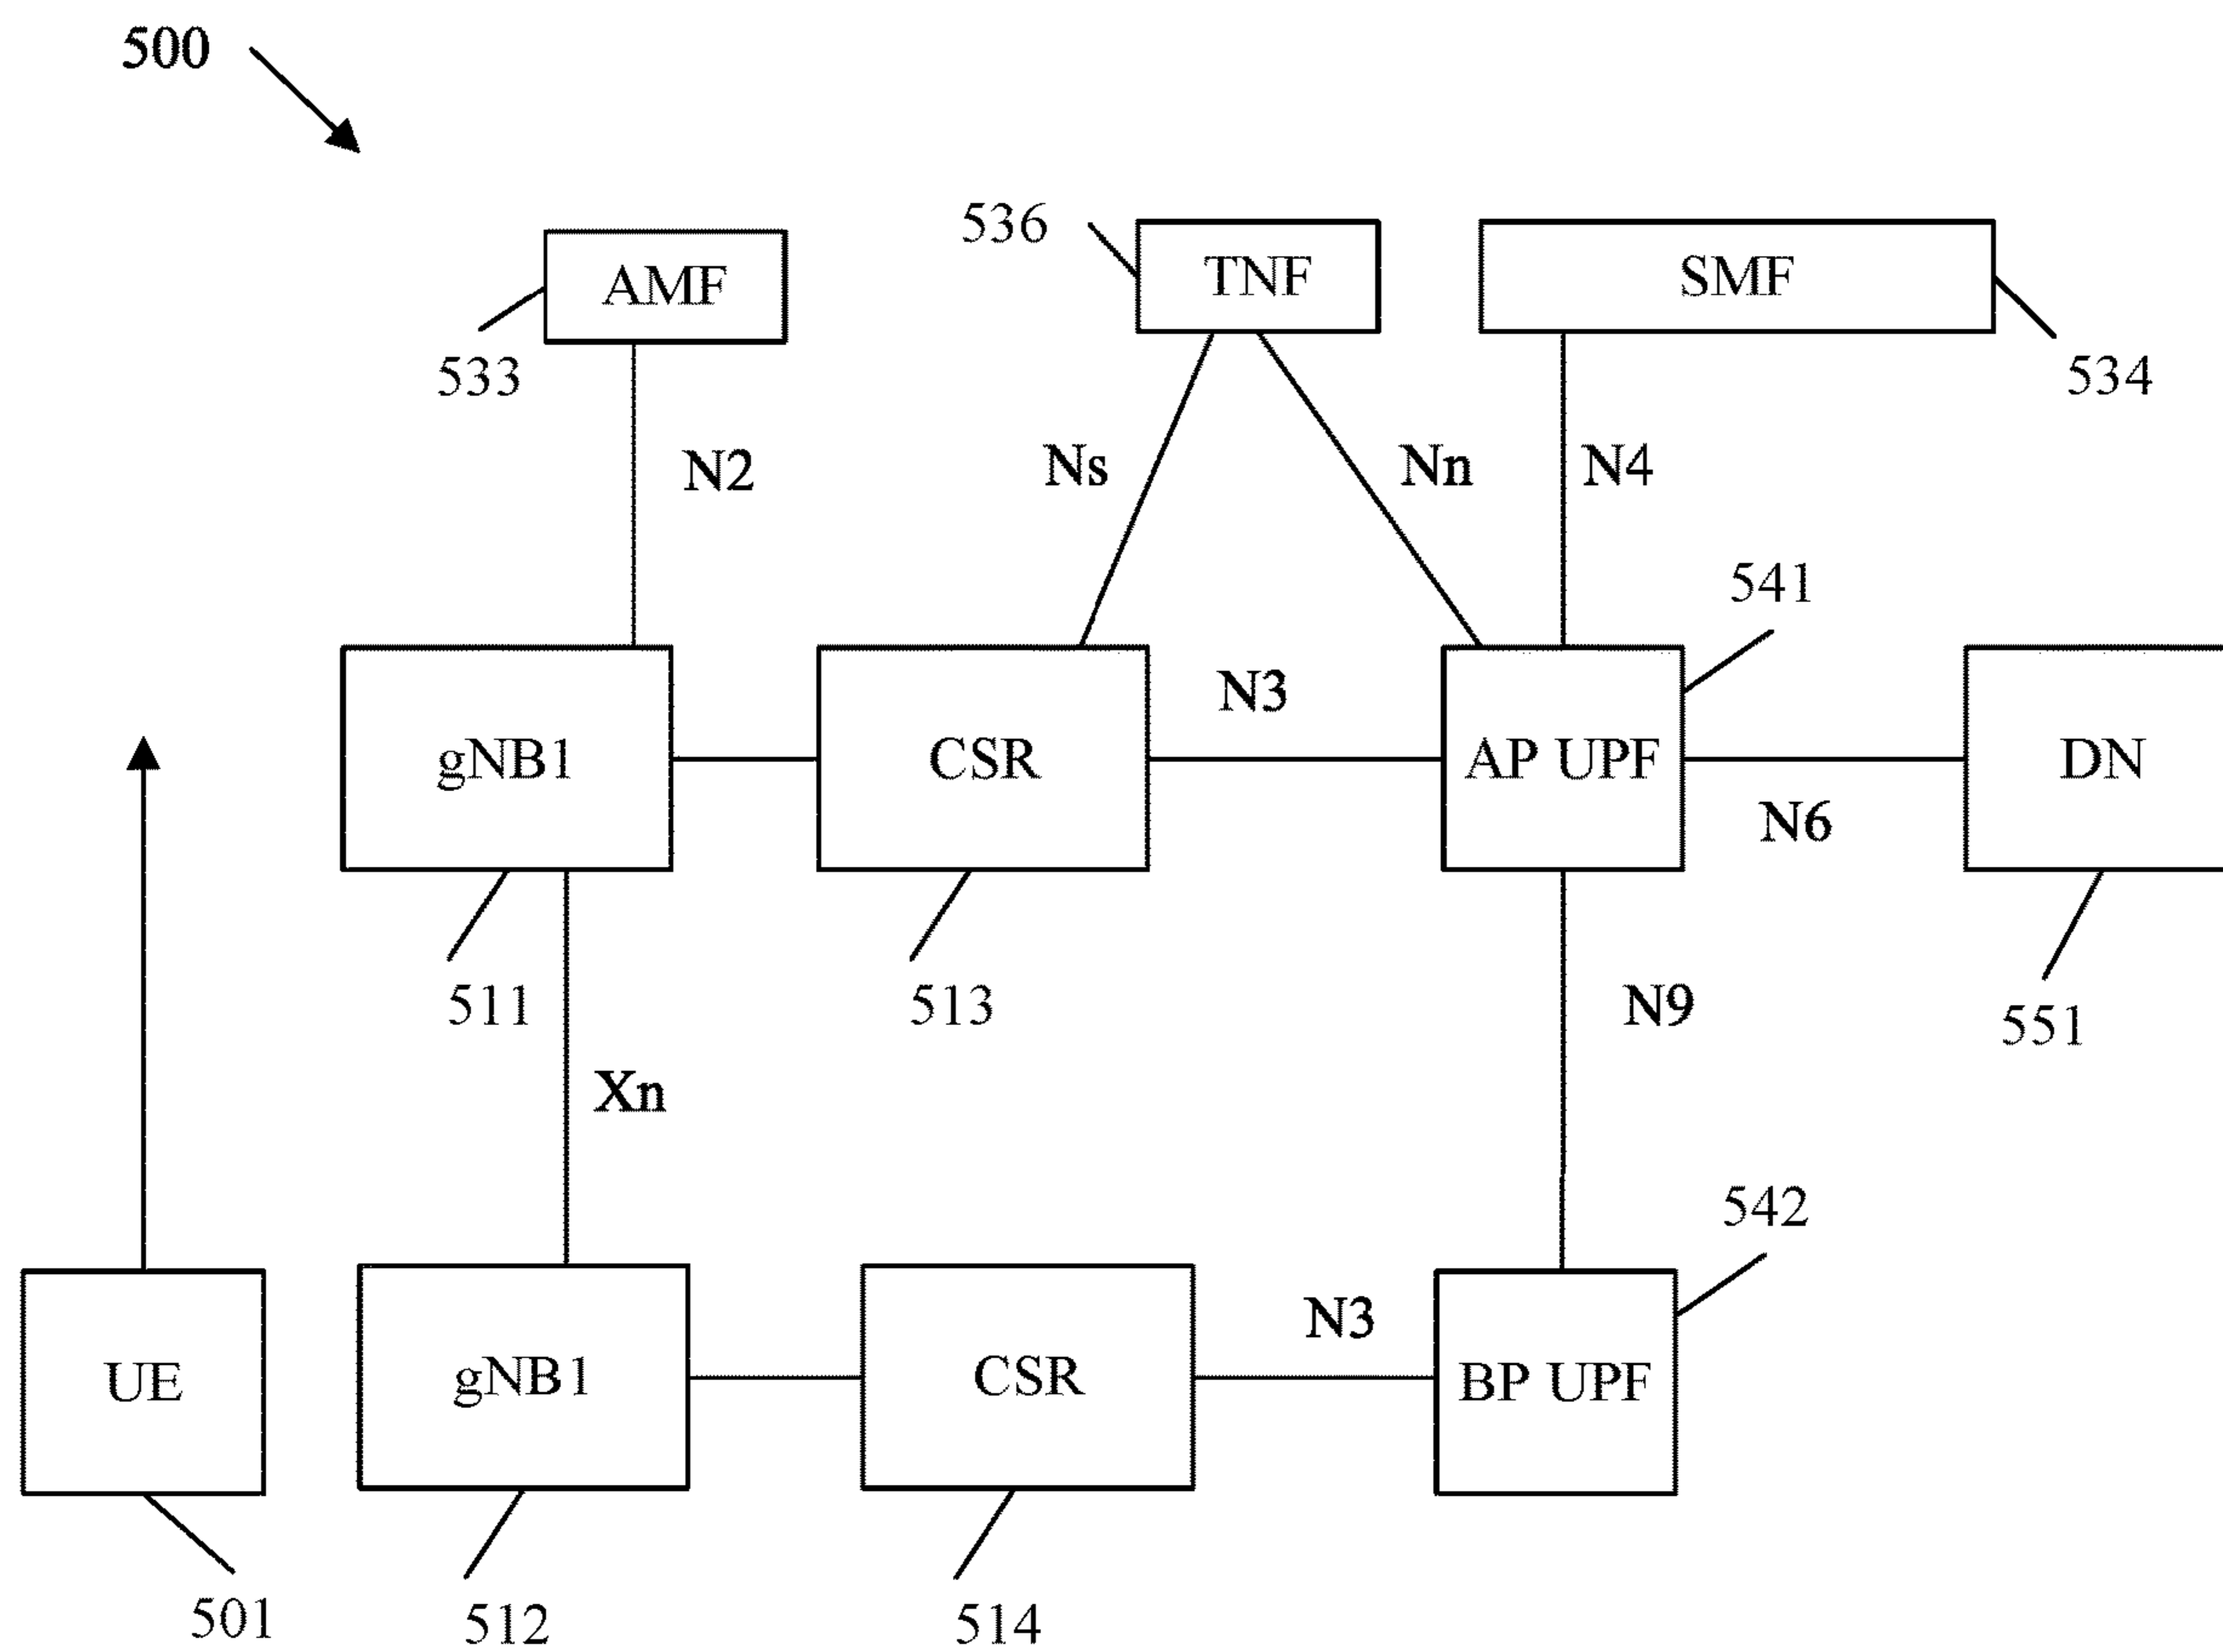 500
536
AMF
TNF
SMF
533
534
N2
Ns
Nn
N4
541
N3
gNB1
CSR
AP UPF
DN
N6
511
513
N9
551
Xn
542
N3
UE
gNB1
CSR
BP UPF
501
512
514